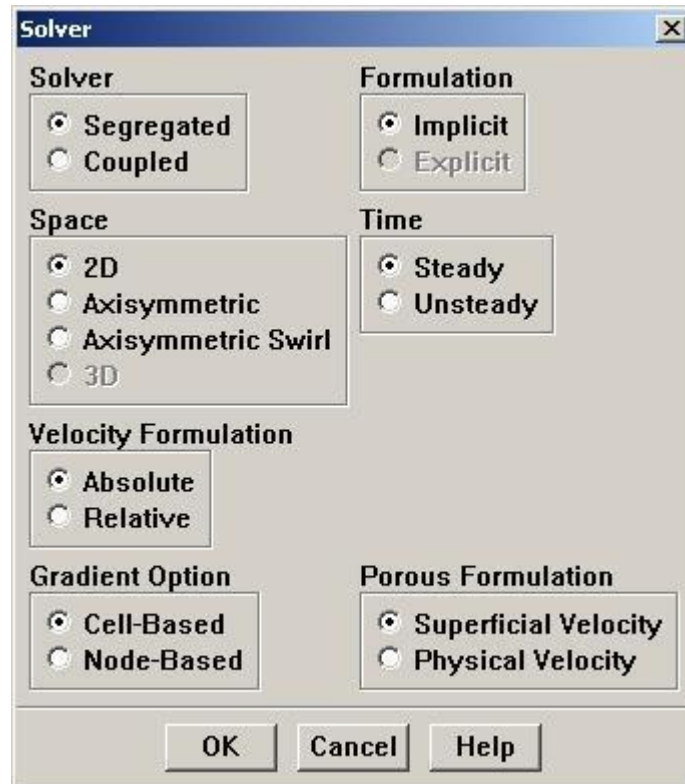 Solver
Solver
Segregated
Coupled
Formulation
Implicit
Explicit
Space
2D
Axisymmetric
Axisymmetric Swirl
3D
Time
Steady
Unsteady
Velocity Formulation
Absolute
Relative
Gradient Option
Cell-Based
Node-Based
Porous Formulation
Superficial Velocity
Physical Velocity
OK
Cancel
Help